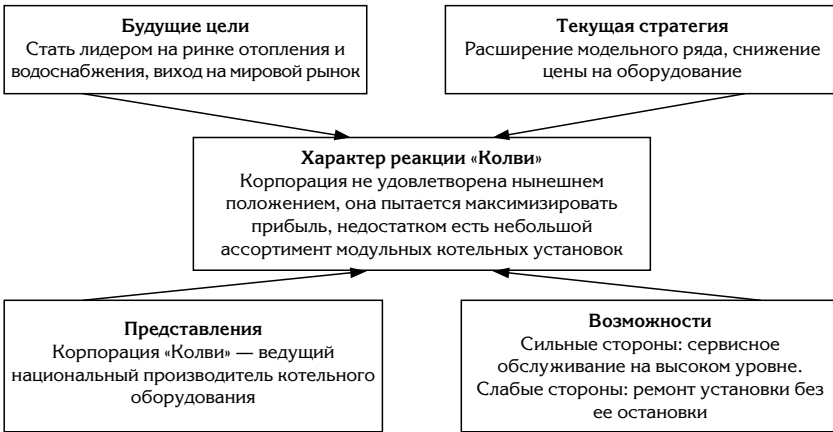 Будущие цели
Стать лидером на ринке отопления и
водоснабжения, виход на мировой рынок
Текущая стратегия
Расширение модельного ряда, снижение
цены на оборудование
Характер реакции «Колви»
Корпорация не удовлетворена нынешнем
положением, она пытается максимизировать
прибыль, недостатком есть небольшой
ассортимент модульных котельных установок
Представления
Корпорация «Колви» — ведущий
национальный производитель котельного
оборудования
Возможности
Сильные стороны: сервисное
обслуживание на высоком уровне.
Слабые стороны: ремонт установки без
ее остановки